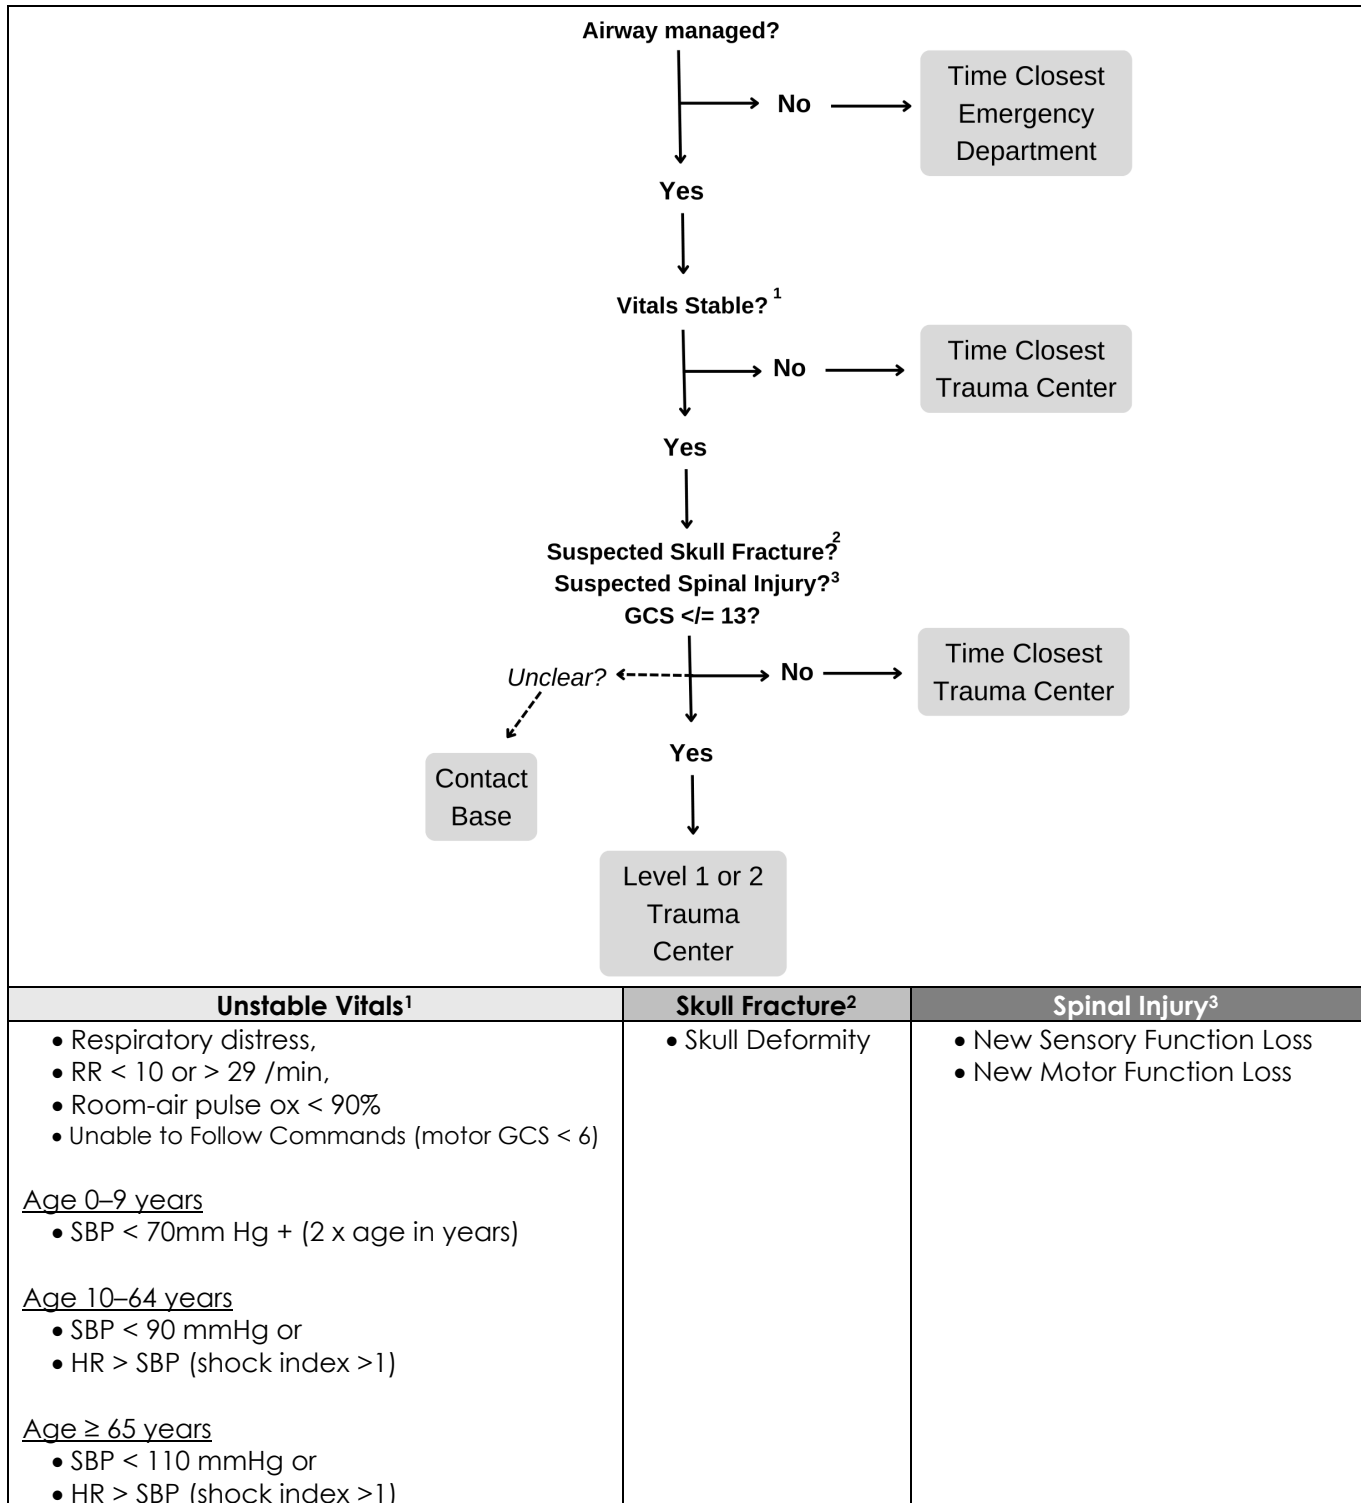 Airway managed?
No
Time Closest
Emergency
Department
Yes
Vitals Stable? 1
No
Time Closest
Trauma Center
Yes
Suspected Skull Fracture?2
Suspected Spinal Injury?3
GCS </= 13?
Unclear?
No
Time Closest
Trauma Center
Contact
Base
Yes
Level 1 or 2
Trauma
Center
Unstable Vitals1
• Respiratory distress,
• RR < 10 or > 29 /min,
• Room-air pulse ox < 90%
• Unable to Follow Commands (motor GCS < 6)
Age 0–9 years
• SBP < 70mm Hg + (2 x age in years)
Age 10–64 years
• SBP < 90 mmHg or
• HR > SBP (shock index >1)
Age ≥ 65 years
• SBP < 110 mmHg or
• HR > SBP (shock index >1)
Skull Fracture2
• Skull Deformity
Spinal Injury3
• New Sensory Function Loss
• New Motor Function Loss